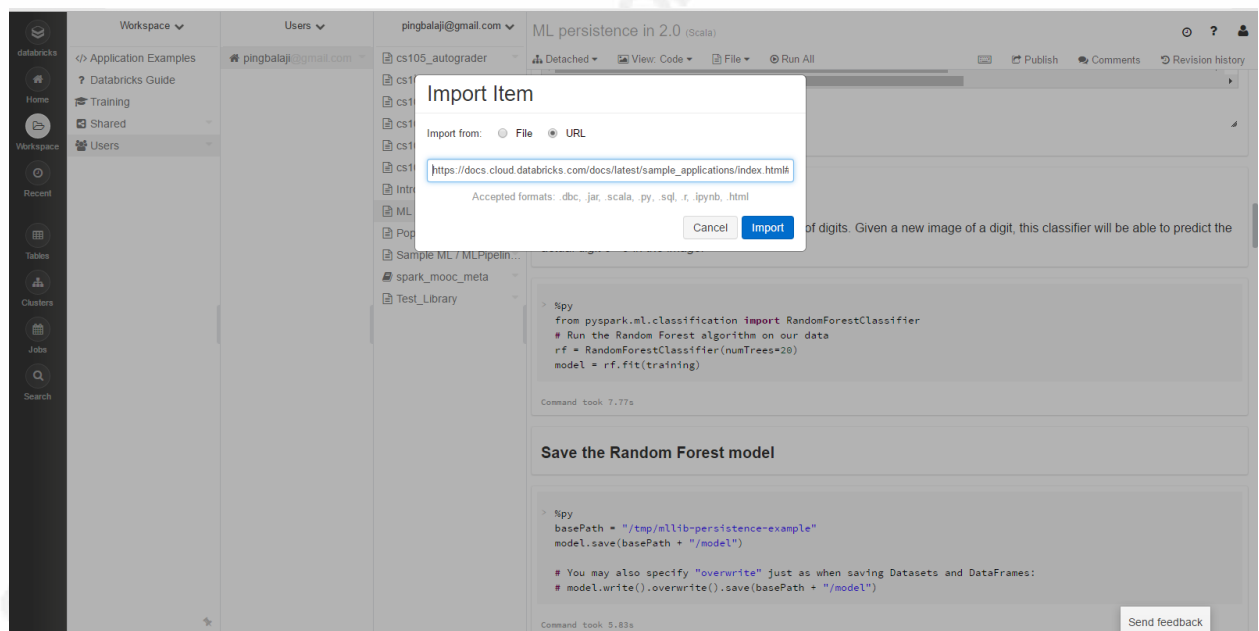 databricks
Home
Workspace
Recent
Tables
Clusters
Jobs
Search
Workspace
</> Application Examples
? Databricks Guide
Training
Shared
Users
Users
pingbalaji@gmail.com
pingbalaji@gmail.com
cs105_autograder
cs1
cs1
cs1
cs1
cs1
Intr
ML
Pop
Sample ML / MLPipelin...
spark_mooc_meta
Test_Library
ML persistence in 2.0 (Scala)
Detached
View: Code
File
Run All
Publish
Comments
Revision history
?
Import Item
Import from: File URL
https://docs.cloud.databricks.com/docs/latest/sample_applications/index.html#
Accepted formats: .dbc, .jar, .scala, .py, .sql, .r, .ipynb, .html
Cancel
Import
of digits. Given a new image of a digit, this classifier will be able to predict the
> %py
from pyspark.ml.classification import RandomForestClassifier
# Run the Random Forest algorithm on our data
rf = RandomForestClassifier(numTrees=20)
model = rf.fit(training)
Command took 7.77s
Save the Random Forest model
> %py
basePath = "/tmp/mllib-persistence-example"
model.save(basePath + "/model")
# You may also specify "overwrite" just as when saving Datasets and DataFrames:
# model.write().overwrite().save(basePath + "/model")
Command took 5.83s
Send feedback